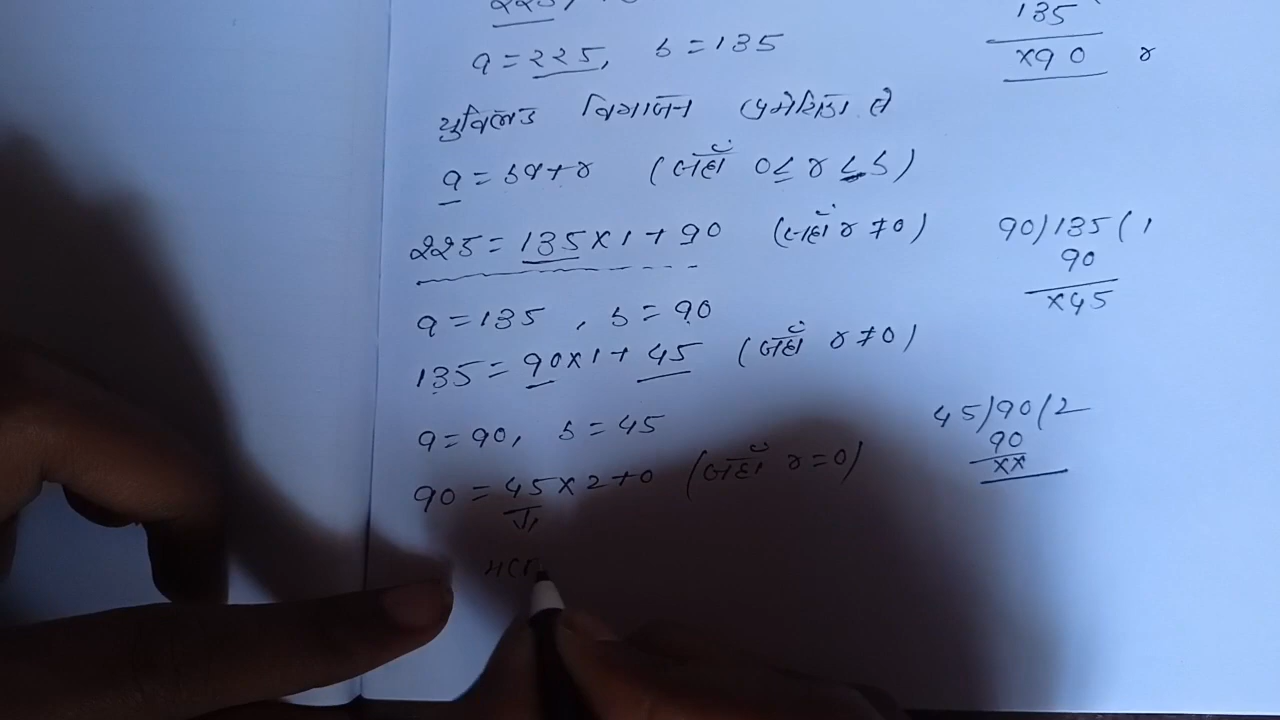 a = 225, b = 135
135
×90 r
युक्लिड विभाजन प्रमेयिका से
a = bq + r (जहाँ 0 ≤ r < b)
225 = 135 × 1 + 90 (जहाँ r ≠ 0)
90)135(1
90
×45
a = 135, b = 90
135 = 90 × 1 + 45 (जहाँ r ≠ 0)
a = 90, b = 45
45)90(2
90
××
90 = 45 × 2 + 0 (जहाँ r = 0)
HCF